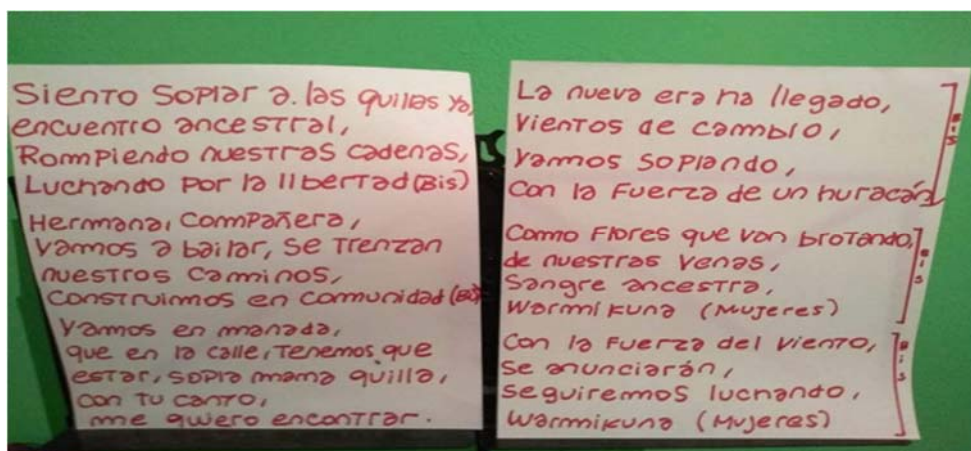 Siento soplar a las quillas ya,
encuentro ancestral,
Rompiendo nuestras cadenas,
Luchando por la libertad (Bis)
Hermana, compañera,
vamos a bailar, se trenzan
nuestros caminos,
construimos en comunidad (Bis)
Vamos en manada,
que en la calle, tenemos que
estar, sopla mama quilla,
con tu canto,
me quiero encontrar.
La nueva era ha llegado,
Vientos de cambio,
Vamos soplando,
con la fuerza de un huracán
Bis
Como flores que van brotando,
de nuestras venas,
Sangre ancestra,
Warmikuna (Mujeres)
Bis
Con la fuerza del viento,
se anunciarán,
seguiremos luchando,
Warmikuna (Mujeres)
Bis